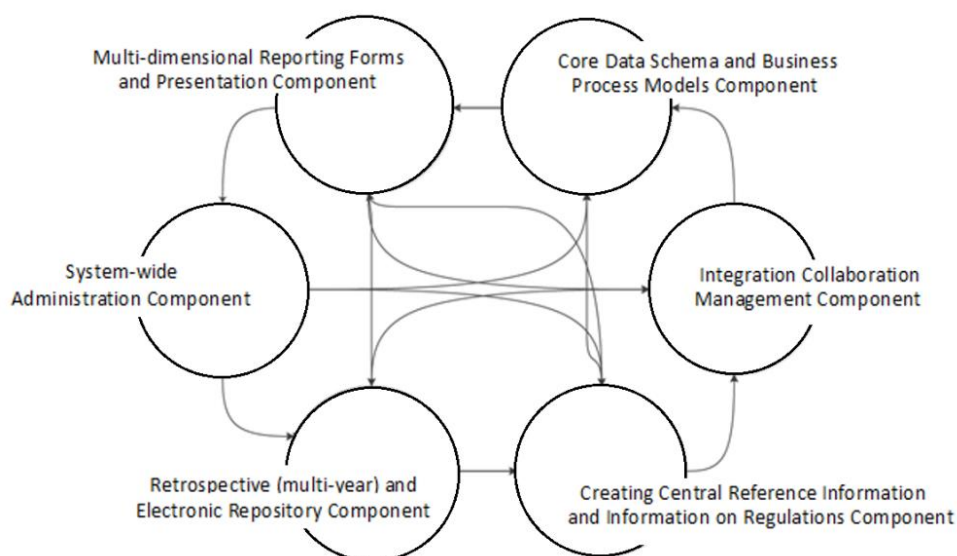 Multi-dimensional Reporting Forms
and Presentation Component
Core Data Schema and Business
Process Models Component
System-wide
Administration Component
Integration Collaboration
Management Component
Retrospective (multi-year) and
Electronic Repository Component
Creating Central Reference Information
and Information on Regulations Component